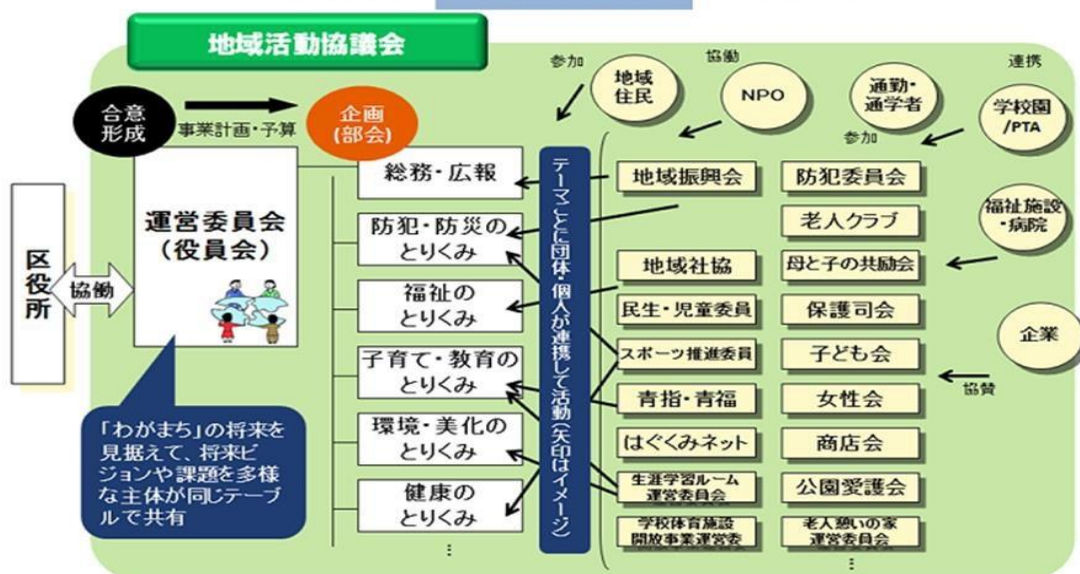 地域活動協議会
合意
形成
事業計画・予算
企画
(部会)
参加
地域
住民
協働
NPO
通勤・
通学者
参加
連携
学校園
/PTA
福祉施設
・病院
企業
協賛
区役所
協働
運営委員会
(役員会)
「わがまち」の将来を
見据えて、将来ビ
ジョンや課題を多様
な主体が同じテーブ
ルで共有
総務・広報
防犯・防災の
とりくみ
福祉の
とりくみ
子育て・教育の
とりくみ
環境・美化の
とりくみ
健康の
とりくみ
⋮
テーマごとに団体・個人が連携して活動(矢印はイメージ)
地域振興会
地域社協
民生・児童委員
スポーツ推進委員
青指・青福
はぐくみネット
生涯学習ルーム
運営委員会
学校体育施設
開放事業運営委
防犯委員会
老人クラブ
母と子の共励会
保護司会
子ども会
女性会
商店会
公園愛護会
老人憩いの家
運営委員会
⋮